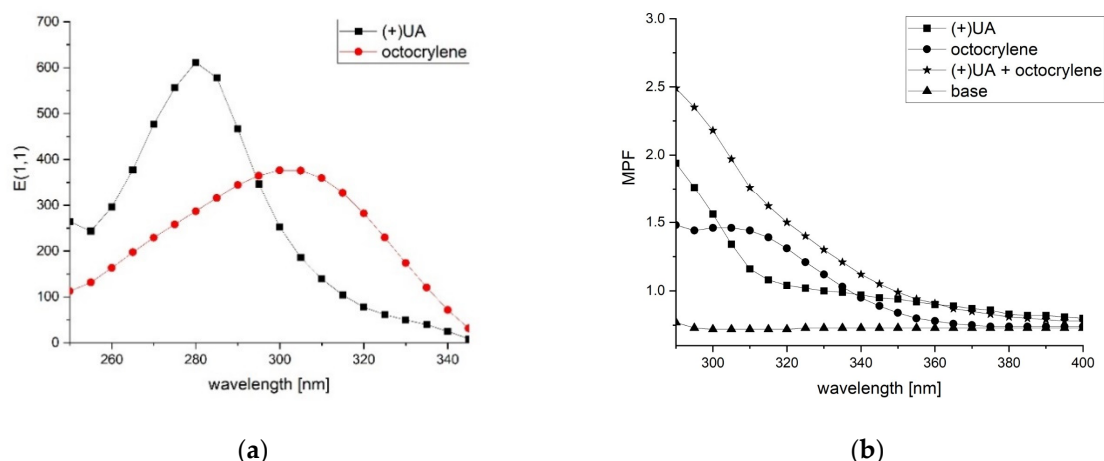 700
600
500
400
300
200
100
0
E(1,1)
260 280 300 320 340
wavelength [nm]
(+)UA
octocrylene
(a)
3.0
2.5
2.0
1.5
1.0
MPF
300 320 340 360 380 400
wavelength [nm]
(+)UA
octocrylene
(+)UA + octocrylene
base
(b)